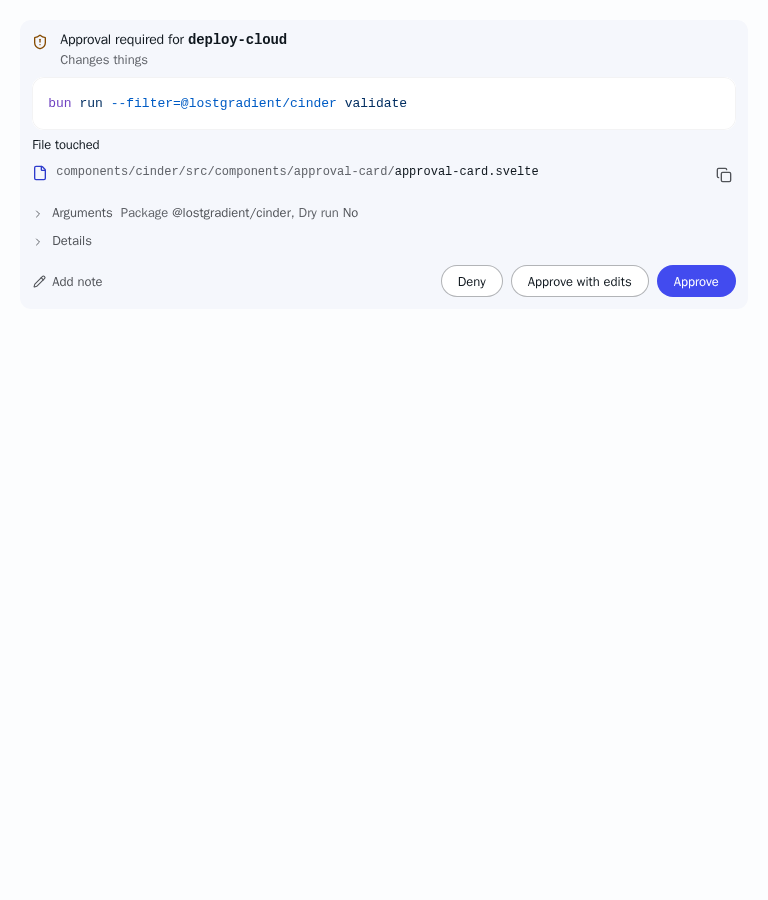 Approval required for deploy-cloud
Changes things
bun run --filter=@lostgradient/cinder validate
File touched
components/cinder/src/components/approval-card/approval-card.svelte
Arguments Package @lostgradient/cinder, Dry run No
Details
Add note Deny Approve with edits Approve